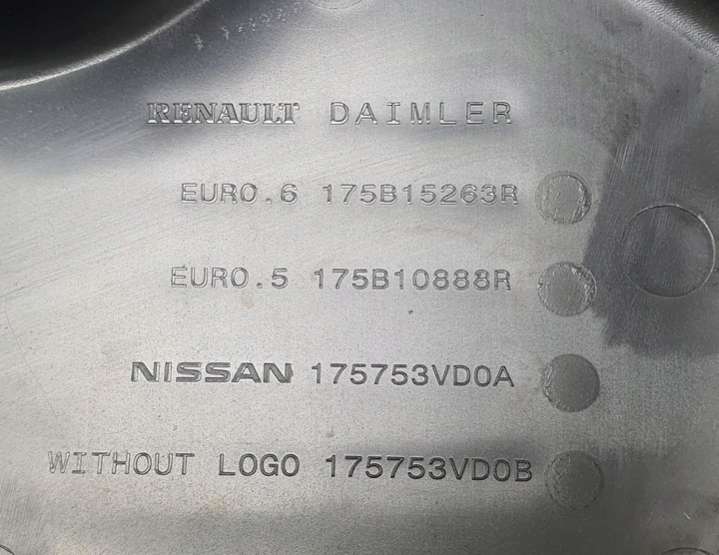 RENAULT DAIMLER
EURO.6 175B15263R
EURO.5 175B10888R
NISSAN 175753VD0A
WITHOUT LOGO 175753VD0B